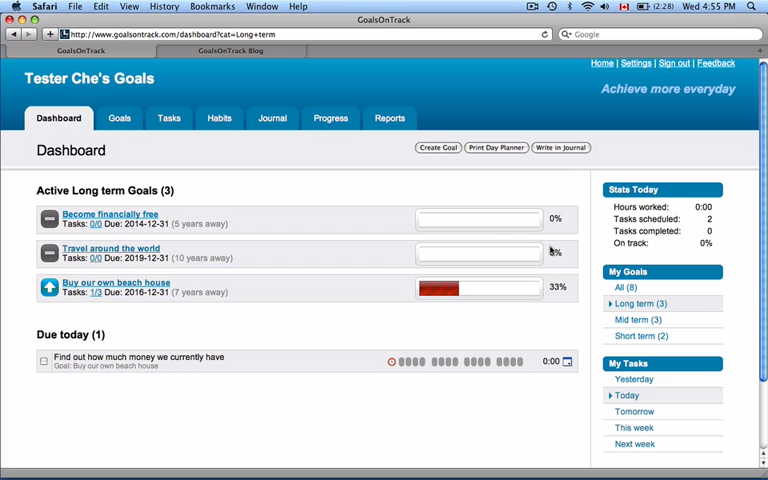 Safari File Edit View History Bookmarks Window Help (2:28) Wed 4:55 PM
GoalsOnTrack
http://www.goalsontrack.com/dashboard?cat=Long+term
Google
GoalsOnTrack
GoalsOnTrack Blog
Home | Settings | Sign out | Feedback
Tester Che's Goals
Achieve more everyday
Dashboard Goals Tasks Habits Journal Progress Reports
Dashboard
Create Goal Print Day Planner Write in Journal
Active Long term Goals (3)
Become financially free
Tasks: 0/0 Due: 2014-12-31 (5 years away)
0%
Travel around the world
Tasks: 0/0 Due: 2019-12-31 (10 years away)
Buy our own beach house
Tasks: 1/3 Due: 2016-12-31 (7 years away)
33%
Due today (1)
Find out how much money we currently have
Goal: Buy our own beach house
0:00
Stats Today
Hours worked: 0:00
Tasks scheduled: 2
Tasks completed: 0
On track: 0%
My Goals
All (8)
Long term (3)
Mid term (3)
Short term (2)
My Tasks
Yesterday
Today
Tomorrow
This week
Next week